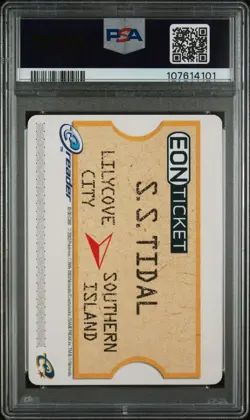 PSA
107614101
EON TICKET
S.S.TIDAL
LILYCOVE
CITY
SOUTHERN
ISLAND
e reader